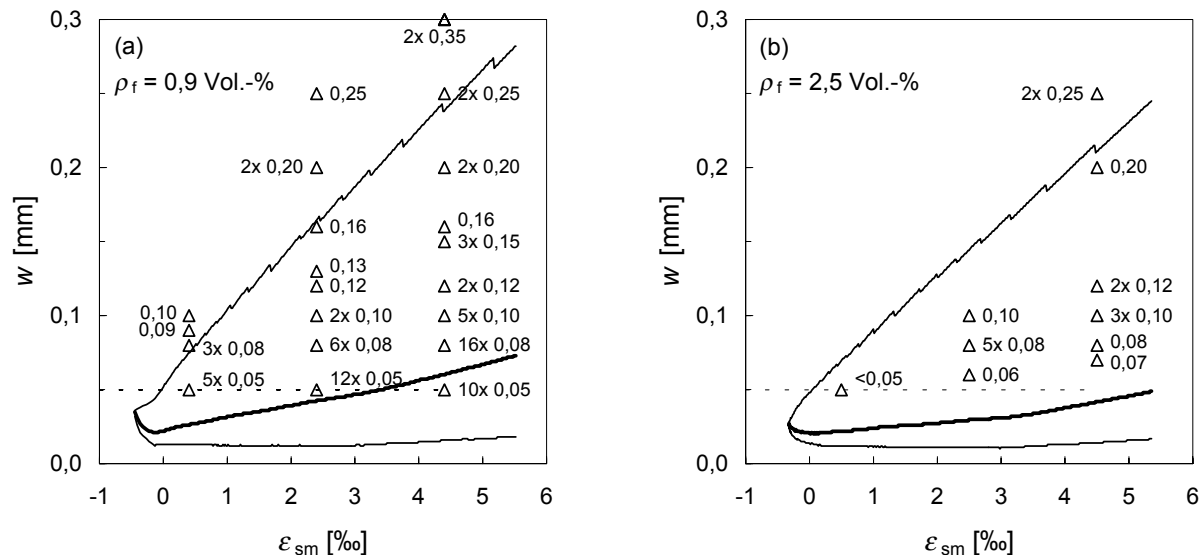 0,3
(a)
ρf = 0,9 Vol.-%
2x 0,35
0,25
2x 0,25
0,2
2x 0,20
2x 0,20
0,16
0,16
3x 0,15
0,13
0,12
2x 0,12
0,1
0,10
0,09
2x 0,10
5x 0,10
3x 0,08
6x 0,08
16x 0,08
5x 0,05
12x 0,05
10x 0,05
0,0
w [mm]
-1 0 1 2 3 4 5 6
εsm [‰]
0,3
(b)
ρf = 2,5 Vol.-%
2x 0,25
0,2
0,20
2x 0,12
0,1
0,10
3x 0,10
5x 0,08
0,08
0,07
<0,05
0,06
0,0
w [mm]
-1 0 1 2 3 4 5 6
εsm [‰]